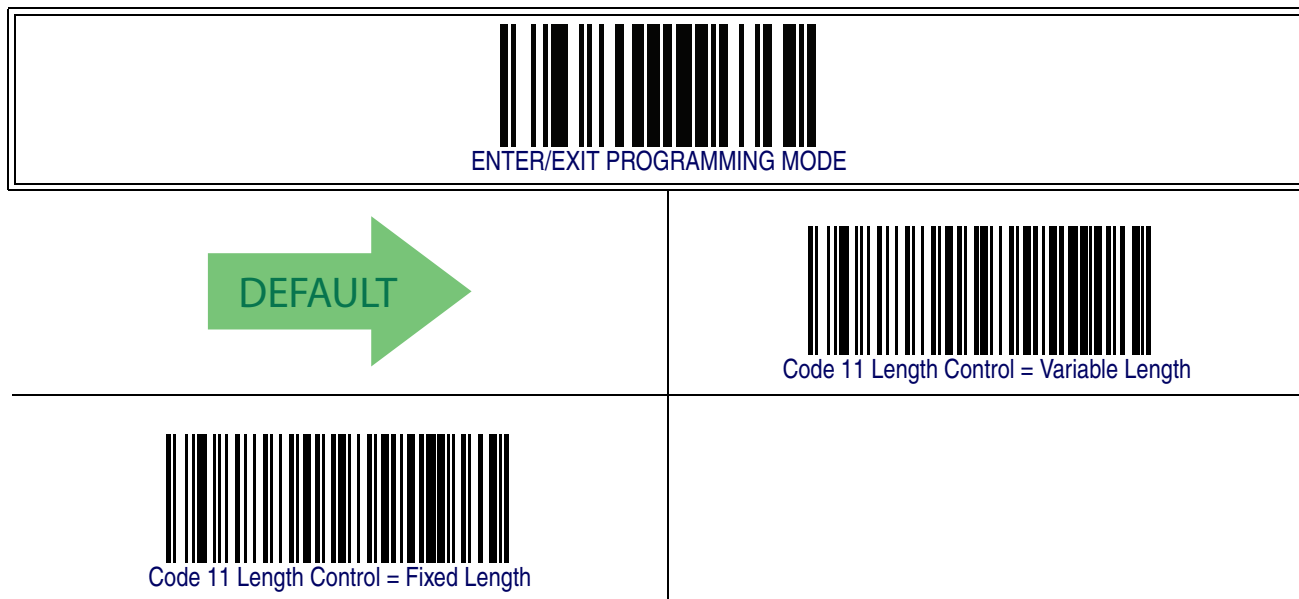 ENTER/EXIT PROGRAMMING MODE
DEFAULT
Code 11 Length Control = Variable Length
Code 11 Length Control = Fixed Length